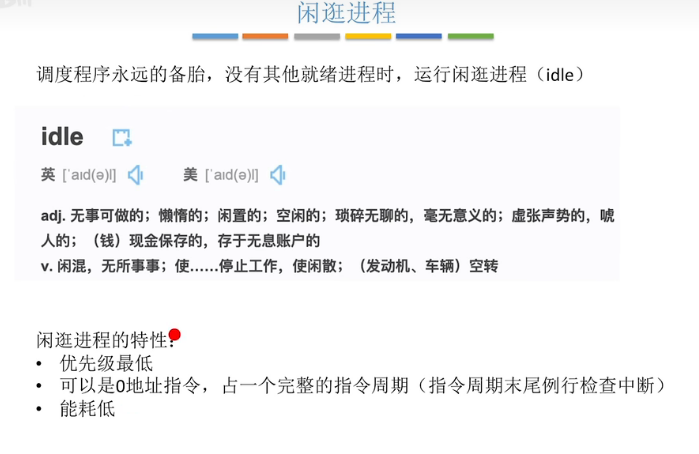 闲逛进程
调度程序永远的备胎，没有其他就绪进程时，运行闲逛进程（idle）
idle
英 [ˈaɪd(ə)l] 美 [ˈaɪd(ə)l]
adj. 无事可做的；懒惰的；闲置的；空闲的；琐碎无聊的，毫无意义的；虚张声势的，唬
人的；（钱）现金保存的，存于无息账户的
v. 闲混，无所事事；使……停止工作，使闲散；（发动机、车辆）空转
闲逛进程的特性：
• 优先级最低
• 可以是0地址指令，占一个完整的指令周期（指令周期末尾例行检查中断）
• 能耗低